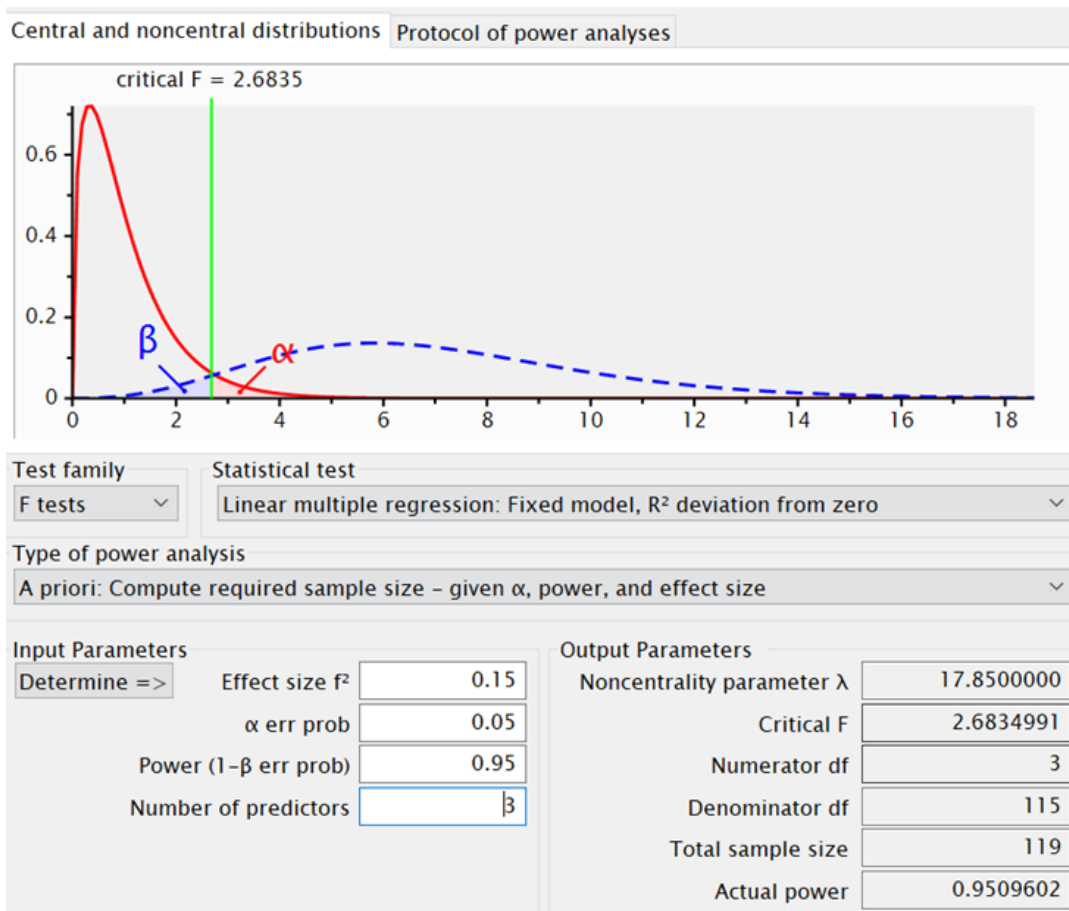 Central and noncentral distributions Protocol of power analyses
critical F = 2.6835
0.6
0.4
0.2
0
β
α
0 2 4 6 8 10 12 14 16 18
Test family Statistical test
F tests Linear multiple regression: Fixed model, R² deviation from zero
Type of power analysis
A priori: Compute required sample size – given α, power, and effect size
Input Parameters
Determine => Effect size f² 0.15
α err prob 0.05
Power (1-β err prob) 0.95
Number of predictors 3
Output Parameters
Noncentrality parameter λ 17.8500000
Critical F 2.6834991
Numerator df 3
Denominator df 115
Total sample size 119
Actual power 0.9509602